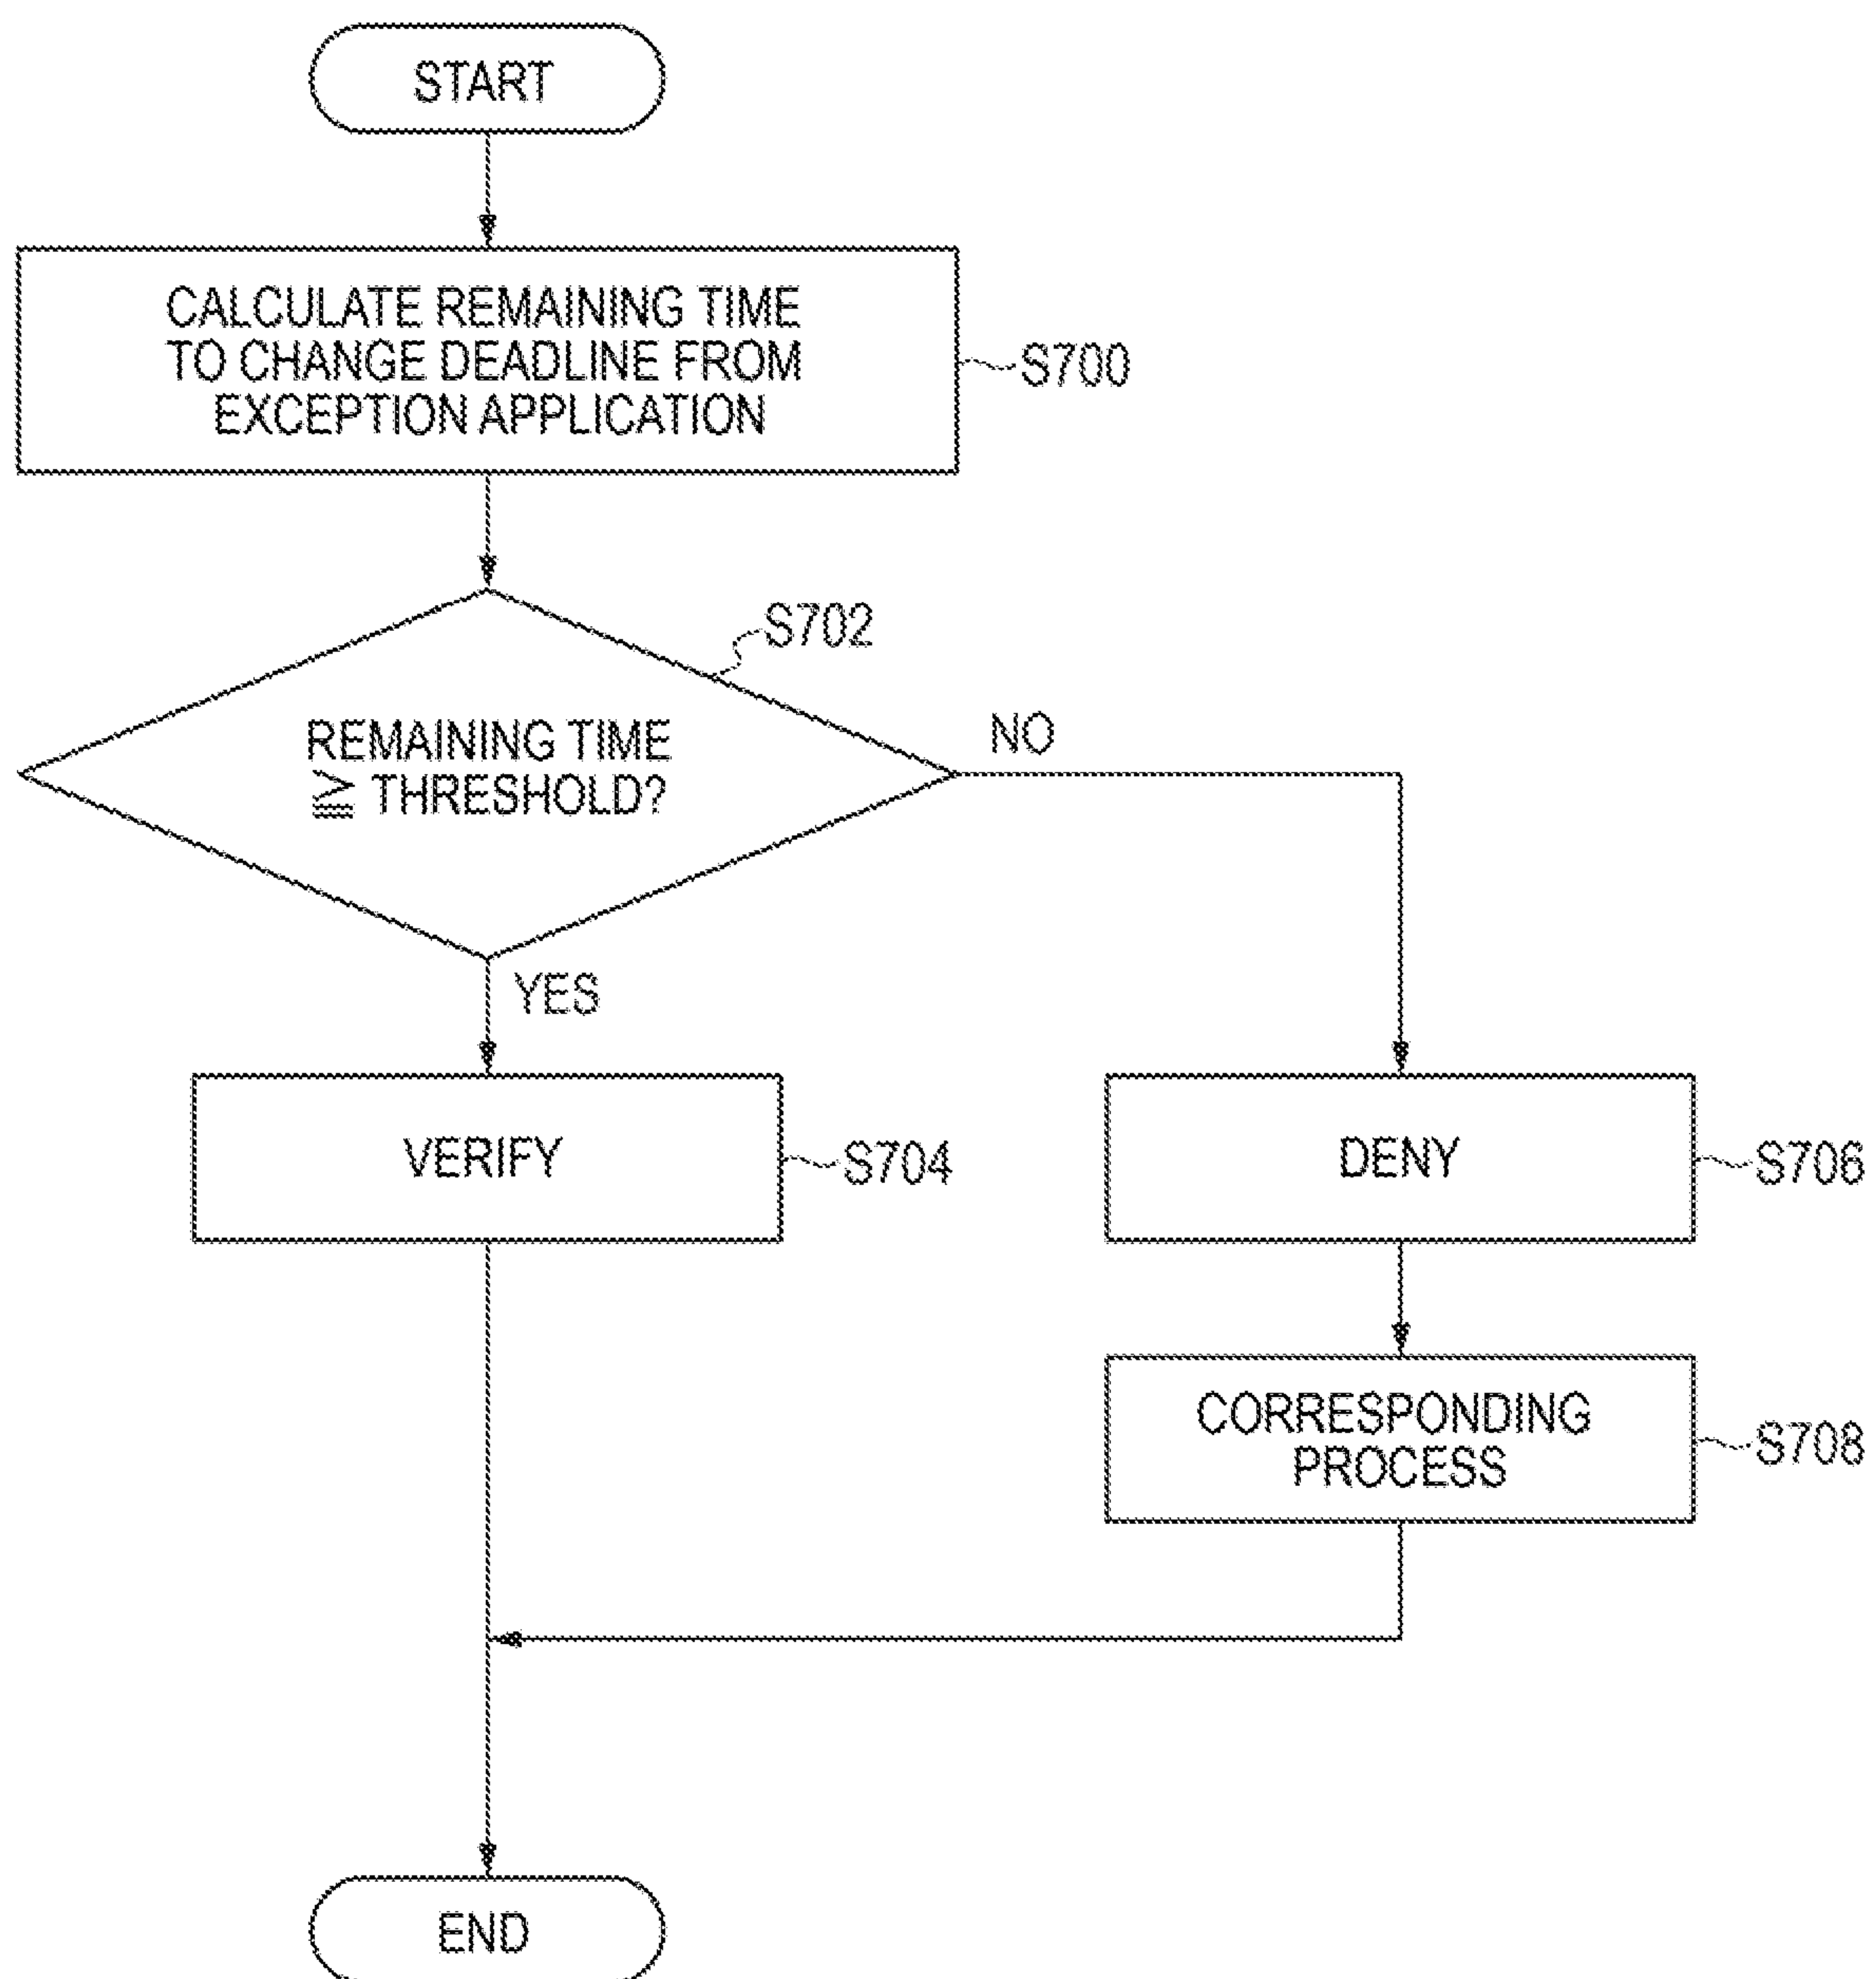 START
CALCULATE REMAINING TIME
TO CHANGE DEADLINE FROM
EXCEPTION APPLICATION
S700
S702
REMAINING TIME
≧ THRESHOLD?
NO
YES
VERIFY
S704
DENY
S706
CORRESPONDING
PROCESS
S708
END